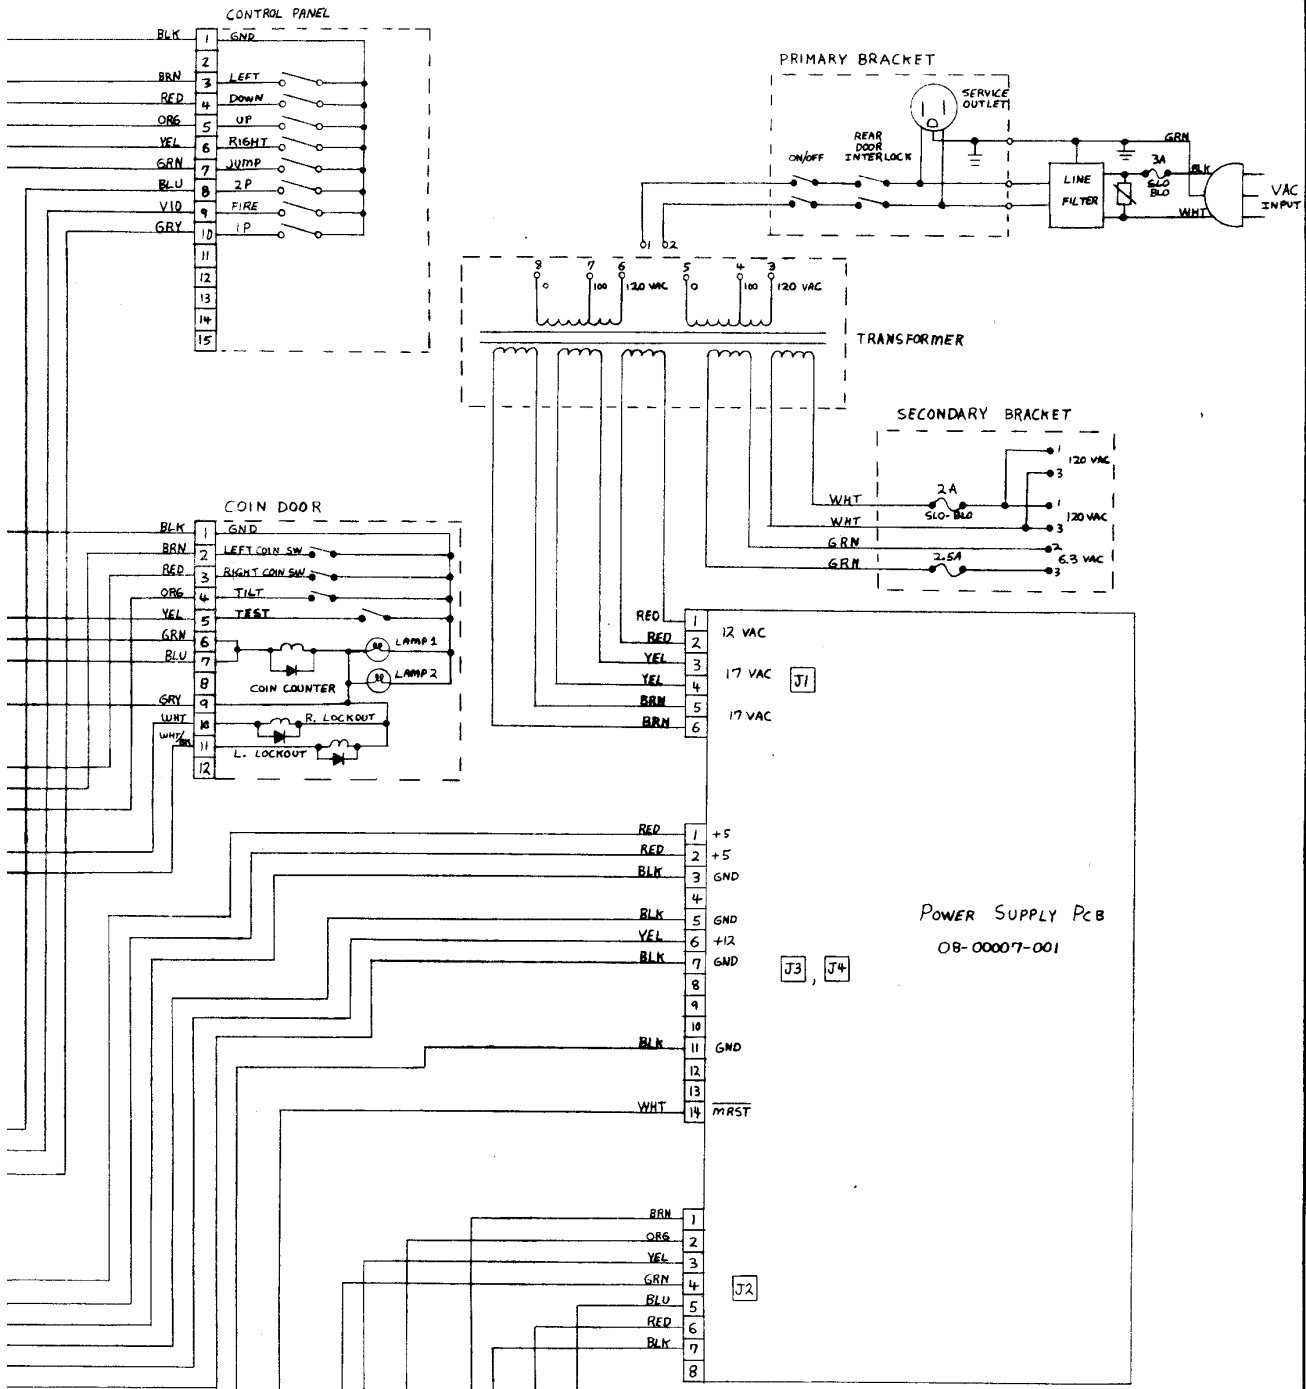 CONTROL PANEL
BLK 1 GND
2
BRN 3 LEFT
RED 4 DOWN
ORG 5 UP
YEL 6 RIGHT
GRN 7 JUMP
BLU 8 2P
VIO 9 FIRE
GRY 10 1P
11
12
13
14
15
PRIMARY BRACKET
SERVICE
OUTLET
ON/OFF
REAR
DOOR
INTERLOCK
LINE
FILTER
GRN
3A
SLO
BLO
BLK
WHT
VAC
INPUT
1 2
8 7 6 5 4 3
0 100 120 VAC 0 100 120 VAC
TRANSFORMER
SECONDARY BRACKET
1
120 VAC
3
WHT 2A SLO-BLO 1
120 VAC
WHT 3
GRN 2
6.3 VAC
GRN 2.5A 3
COIN DOOR
BLK 1 GND
BRN 2 LEFT COIN SW
RED 3 RIGHT COIN SW
ORG 4 TILT
YEL 5 TEST
GRN 6 LAMP 1
BLU 7
8 COIN COUNTER LAMP 2
GRY 9
WHT 10 R. LOCKOUT
WHT/ 11 L. LOCKOUT
12
RED 1
12 VAC
RED 2
YEL 3
17 VAC J1
YEL 4
BRN 5
17 VAC
BRN 6
RED 1 +5
RED 2 +5
BLK 3 GND
4
BLK 5 GND
YEL 6 +12
BLK 7 GND
8
9
10
BLK 11 GND
12
13
WHT 14 MRST
J3 , J4
POWER SUPPLY PCB
08-00007-001
BRN 1
ORG 2
YEL 3
GRN 4
J2
BLU 5
RED 6
BLK 7
8